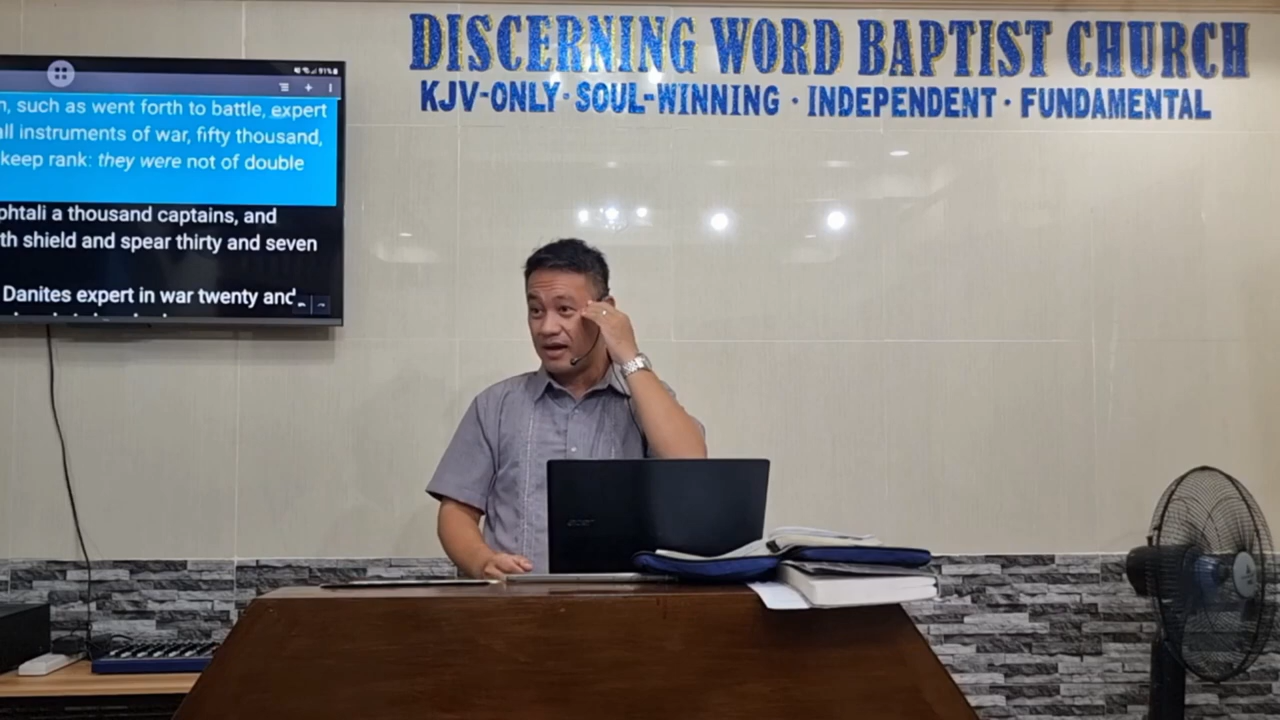 DISCERNING WORD BAPTIST CHURCH
KJV-ONLY · SOUL-WINNING · INDEPENDENT · FUNDAMENTAL
91%
n, such as went forth to battle, expert
all instruments of war, fifty thousand,
keep rank: they were not of double
phtali a thousand captains, and
th shield and spear thirty and seven
Danites expert in war twenty and